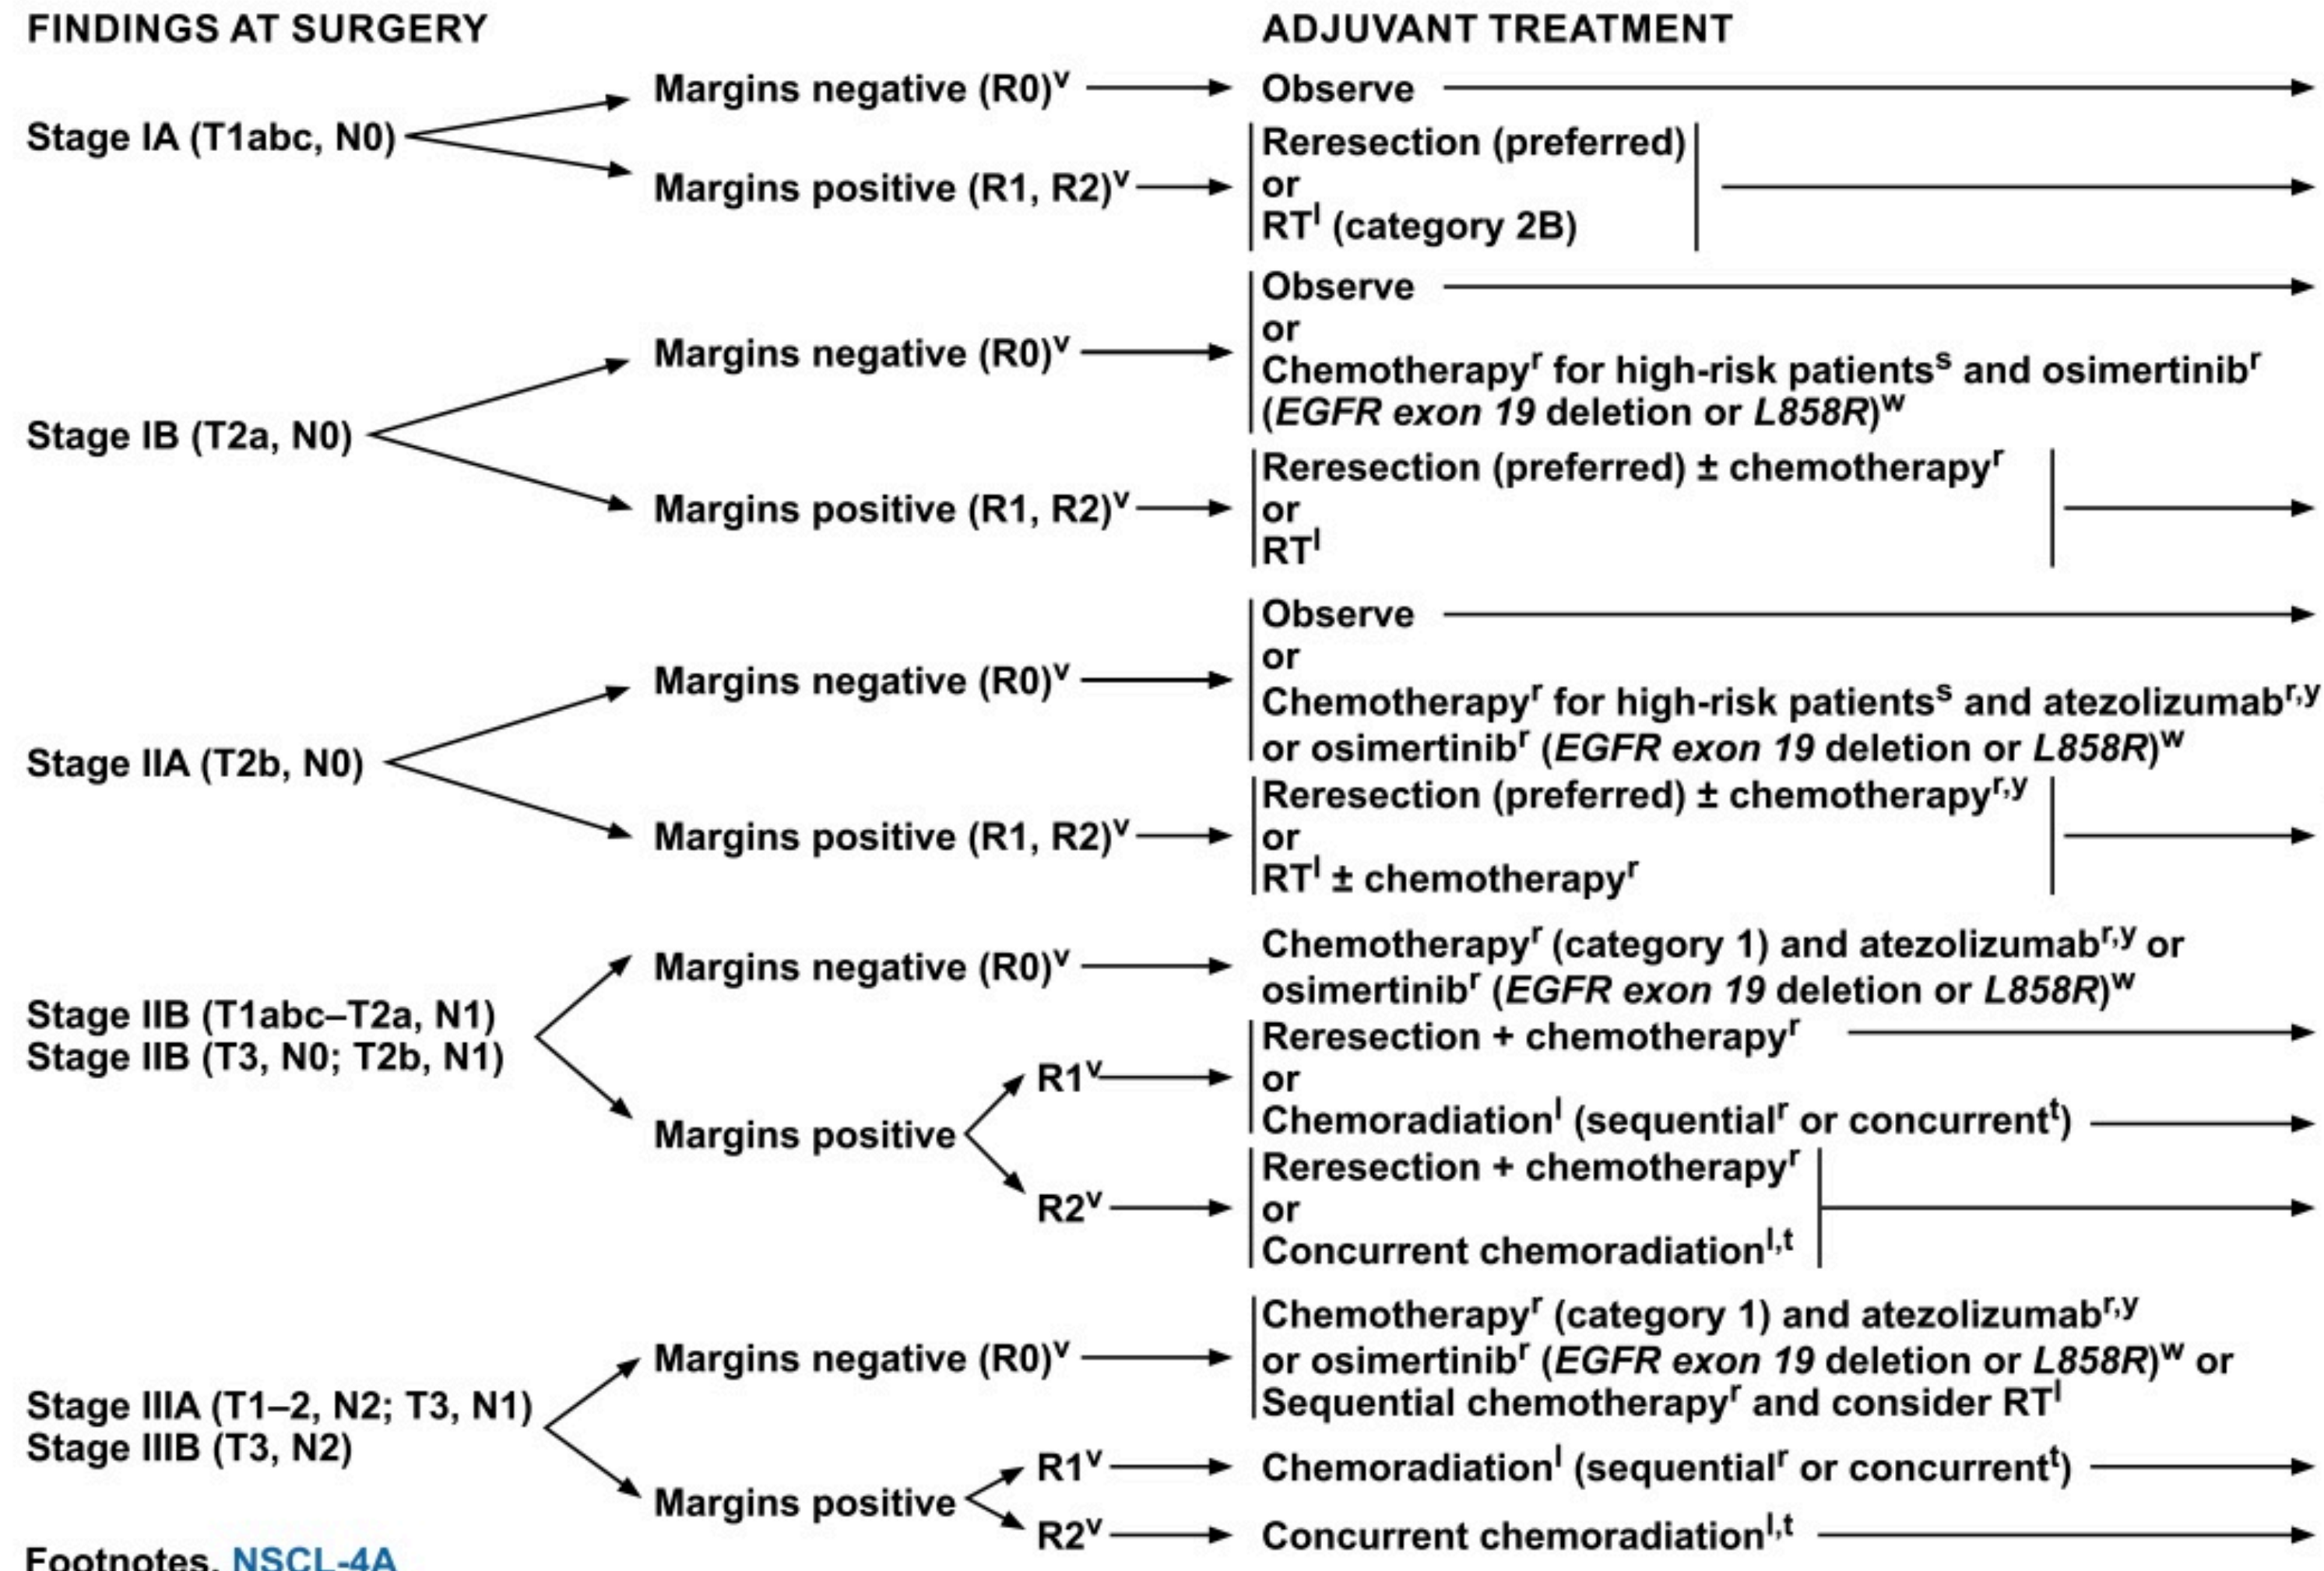 FINDINGS AT SURGERY
ADJUVANT TREATMENT
Stage IA (T1abc, N0)
Margins negative (R0)ᵛ
Observe
Margins positive (R1, R2)ᵛ
Reresection (preferred)
or
RTˡ (category 2B)
Stage IB (T2a, N0)
Margins negative (R0)ᵛ
Observe
or
Chemotherapyʳ for high-risk patientsˢ and osimertinibʳ
(EGFR exon 19 deletion or L858R)ʷ
Margins positive (R1, R2)ᵛ
Reresection (preferred) ± chemotherapyʳ
or
RTˡ
Stage IIA (T2b, N0)
Margins negative (R0)ᵛ
Observe
or
Chemotherapyʳ for high-risk patientsˢ and atezolizumabʳ,ʸ
or osimertinibʳ (EGFR exon 19 deletion or L858R)ʷ
Margins positive (R1, R2)ᵛ
Reresection (preferred) ± chemotherapyʳ,ʸ
or
RTˡ ± chemotherapyʳ
Stage IIB (T1abc–T2a, N1)
Stage IIB (T3, N0; T2b, N1)
Margins negative (R0)ᵛ
Chemotherapyʳ (category 1) and atezolizumabʳ,ʸ or
osimertinibʳ (EGFR exon 19 deletion or L858R)ʷ
Margins positive
R1ᵛ
Reresection + chemotherapyʳ
or
Chemoradiationˡ (sequentialʳ or concurrentᵗ)
R2ᵛ
Reresection + chemotherapyʳ
or
Concurrent chemoradiationˡ,ᵗ
Stage IIIA (T1–2, N2; T3, N1)
Stage IIIB (T3, N2)
Margins negative (R0)ᵛ
Chemotherapyʳ (category 1) and atezolizumabʳ,ʸ
or osimertinibʳ (EGFR exon 19 deletion or L858R)ʷ or
Sequential chemotherapyʳ and consider RTˡ
Margins positive
R1ᵛ
Chemoradiationˡ (sequentialʳ or concurrentᵗ)
R2ᵛ
Concurrent chemoradiationˡ,ᵗ
Footnotes, NSCL-4A